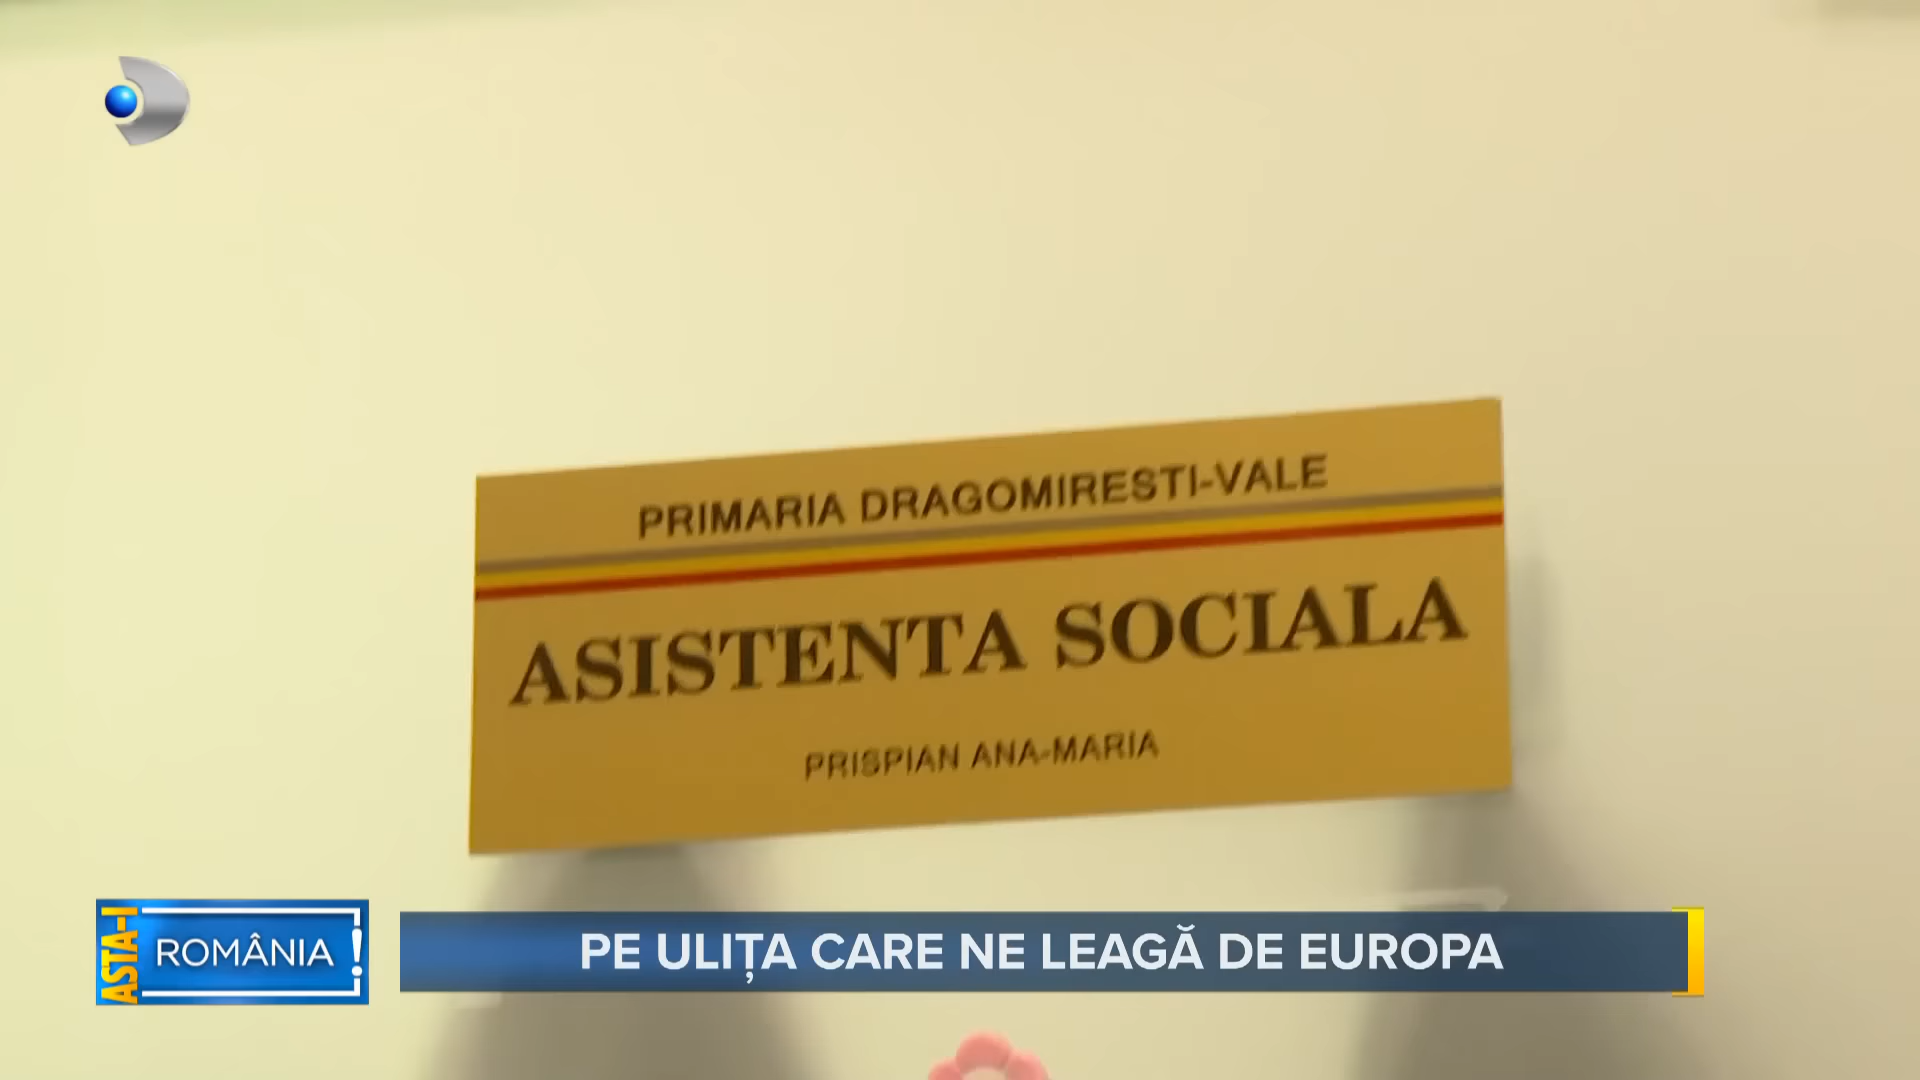 PRIMARIA DRAGOMIRESTI-VALE
ASISTENTA SOCIALA
PRISPIAN ANA-MARIA
ASTA-I
ROMÂNIA!
PE ULIȚA CARE NE LEAGĂ DE EUROPA